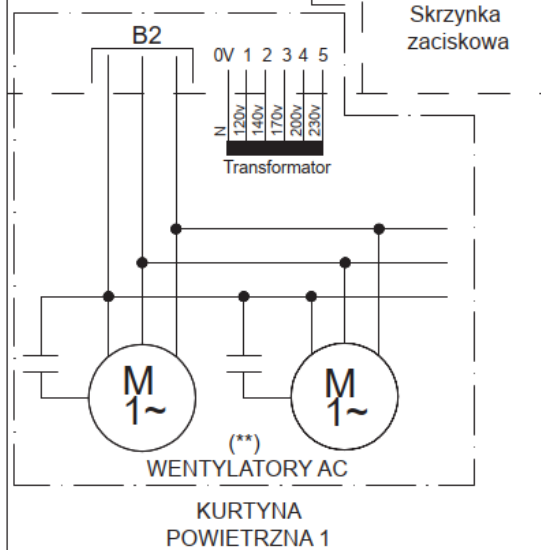 Skrzynka
zaciskowa
B2
0V 1 2 3 4 5
N 120v 140v 170v 200v 230v
Transformator
M
1~
M
1~
(**)
WENTYLATORY AC
KURTYNA
POWIETRZNA 1